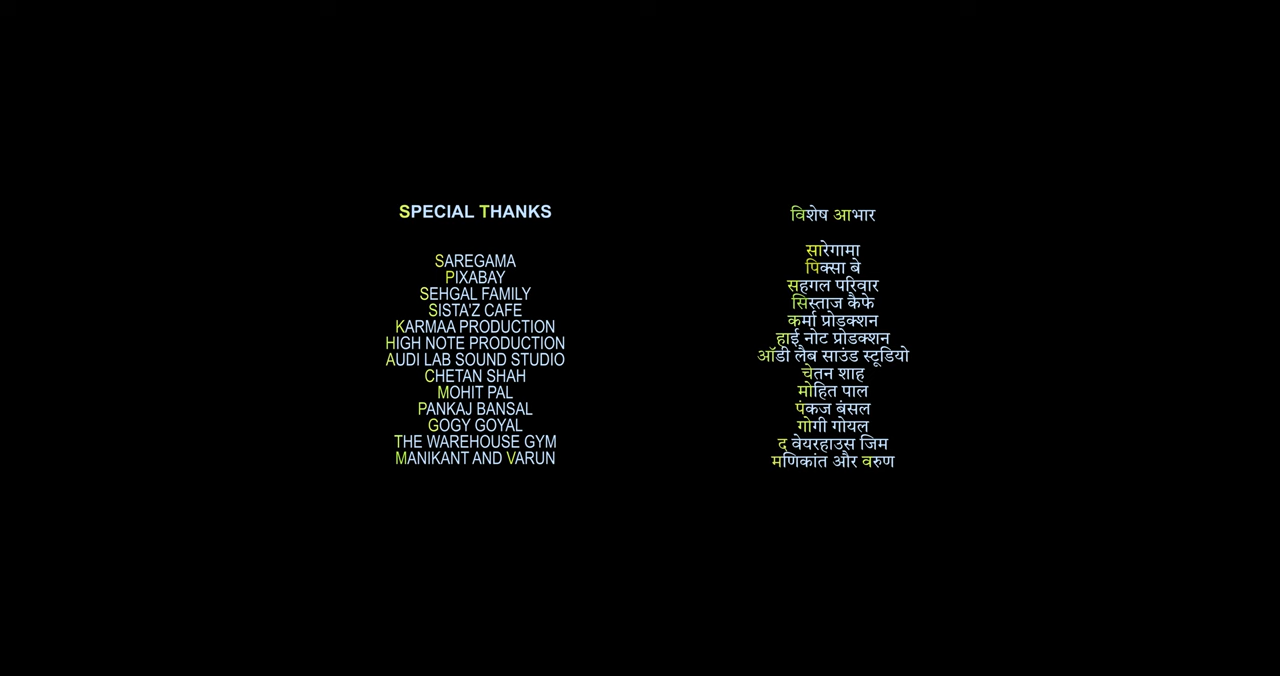 SPECIAL THANKS
SAREGAMA
PIXABAY
SEHGAL FAMILY
SISTA'Z CAFE
KARMAA PRODUCTION
HIGH NOTE PRODUCTION
AUDI LAB SOUND STUDIO
CHETAN SHAH
MOHIT PAL
PANKAJ BANSAL
GOGY GOYAL
THE WAREHOUSE GYM
MANIKANT AND VARUN
विशेष आभार
सारेगामा
पिक्सा बे
सहगल परिवार
सिस्ताज कैफे
कर्मा प्रोडक्शन
हाई नोट प्रोडक्शन
ऑडी लैब साउंड स्टूडियो
चेतन शाह
मोहित पाल
पंकज बंसल
गोगी गोयल
द वेयरहाउस जिम
मणिकांत और वरुण